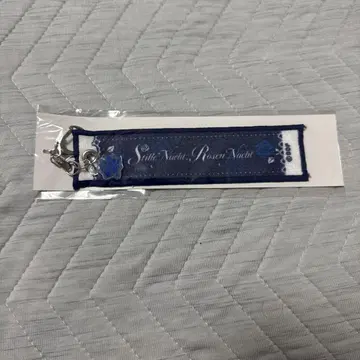 Stille Nacht, Rosen Nacht